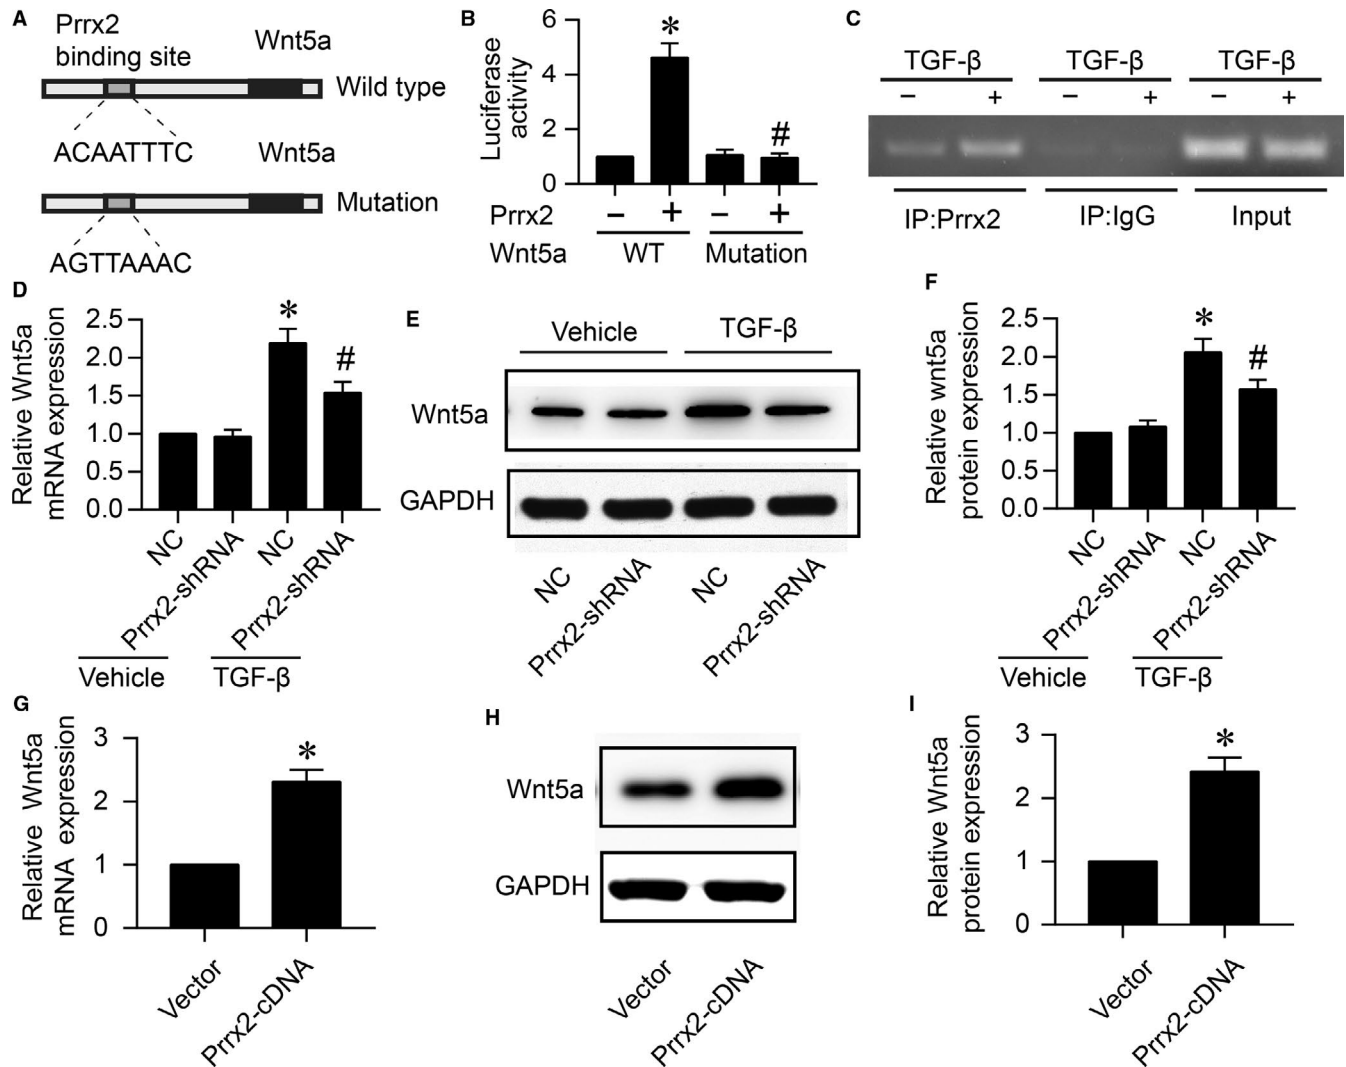 A
Prrx2
binding site
Wnt5a
Wild type
ACAATTTC
Wnt5a
Mutation
AGTTAAAC
B
Luciferase
activity
6
4
2
0
*
#
Prrx2 − + − +
Wnt5a WT Mutation
C
TGF-β TGF-β TGF-β
− + − + − +
IP:Prrx2 IP:IgG Input
D
Relative Wnt5a
mRNA expression
2.5
2.0
1.5
1.0
0.5
0.0
*
#
NC Prrx2-shRNA NC Prrx2-shRNA
Vehicle TGF-β
E
Vehicle TGF-β
Wnt5a
GAPDH
NC Prrx2-shRNA NC Prrx2-shRNA
F
Relative wnt5a
protein expression
2.5
2.0
1.5
1.0
0.5
0.0
*
#
NC Prrx2-shRNA NC Prrx2-shRNA
Vehicle TGF-β
G
Relative Wnt5a
mRNA expression
3
2
1
0
*
Vector Prrx2-cDNA
H
Wnt5a
GAPDH
Vector Prrx2-cDNA
I
Relative Wnt5a
protein expression
3
2
1
0
*
Vector Prrx2-cDNA